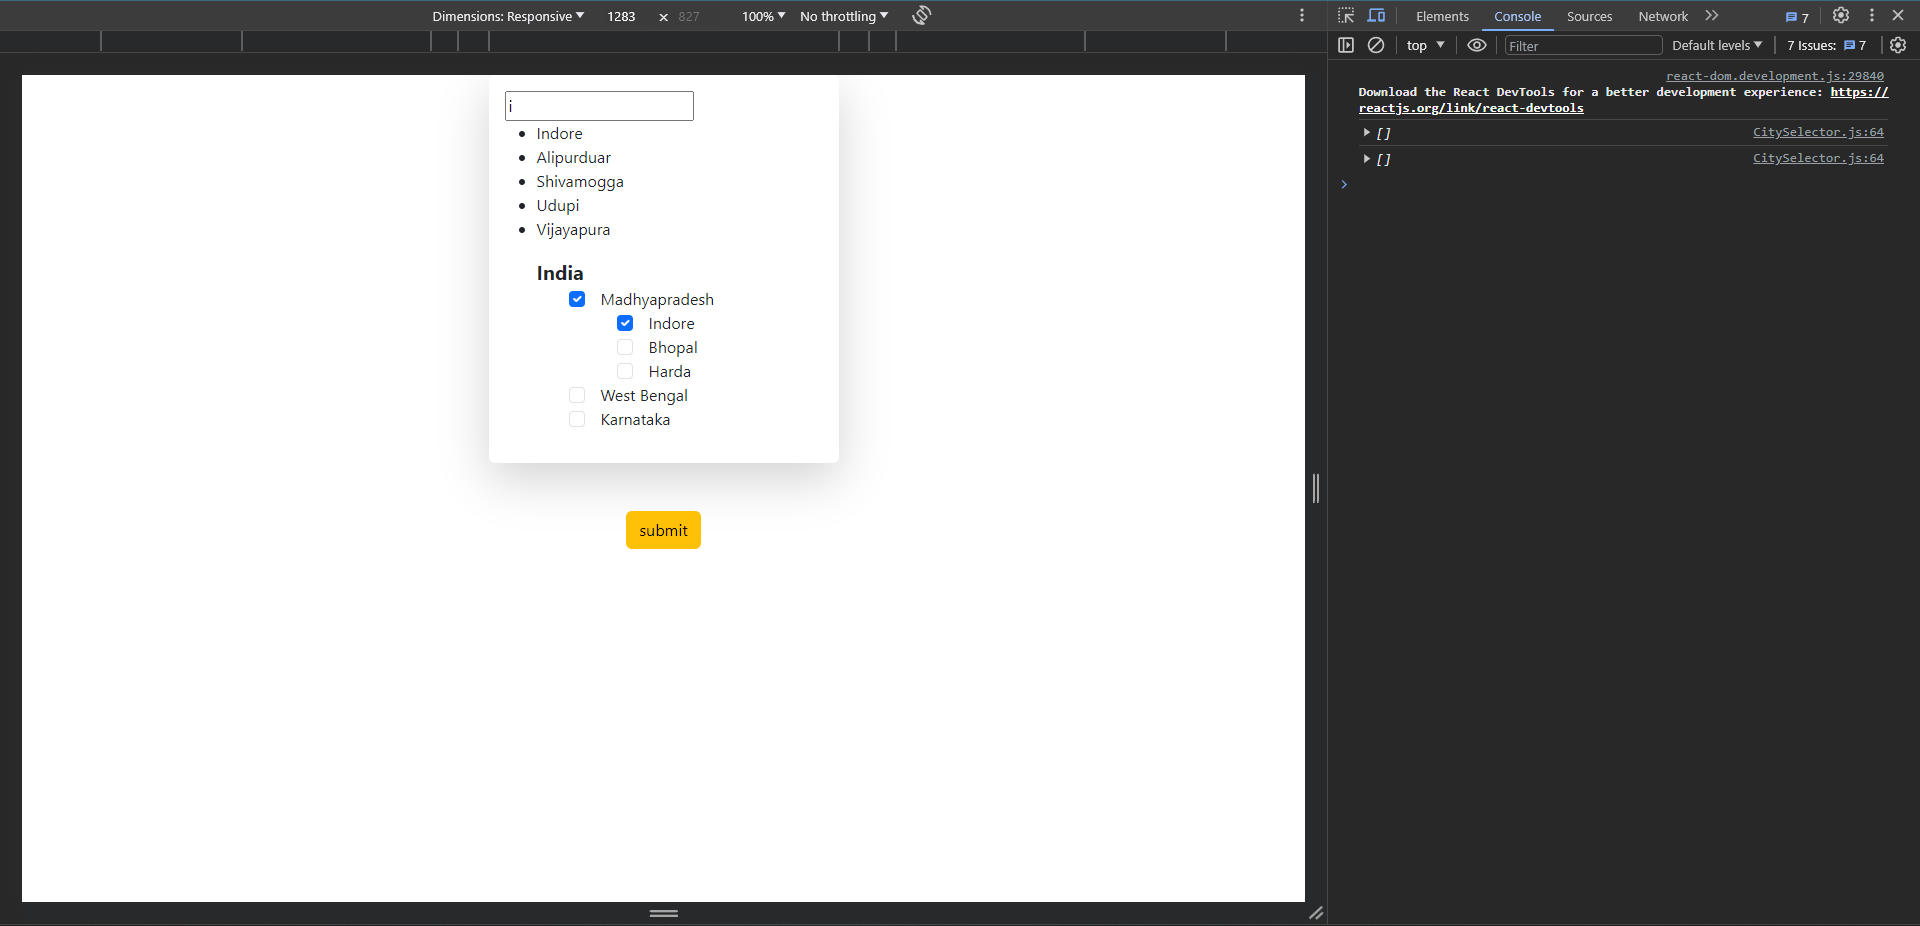 Dimensions: Responsive 1283 × 827 100% No throttling
Elements Console Sources Network 7
top Filter Default levels 7 Issues: 7
react-dom.development.js:29840
Download the React DevTools for a better development experience: https://
reactjs.org/link/react-devtools
[] CitySelector.js:64
[] CitySelector.js:64
i
Indore
Alipurduar
Shivamogga
Udupi
Vijayapura
India
Madhyapradesh
Indore
Bhopal
Harda
West Bengal
Karnataka
submit